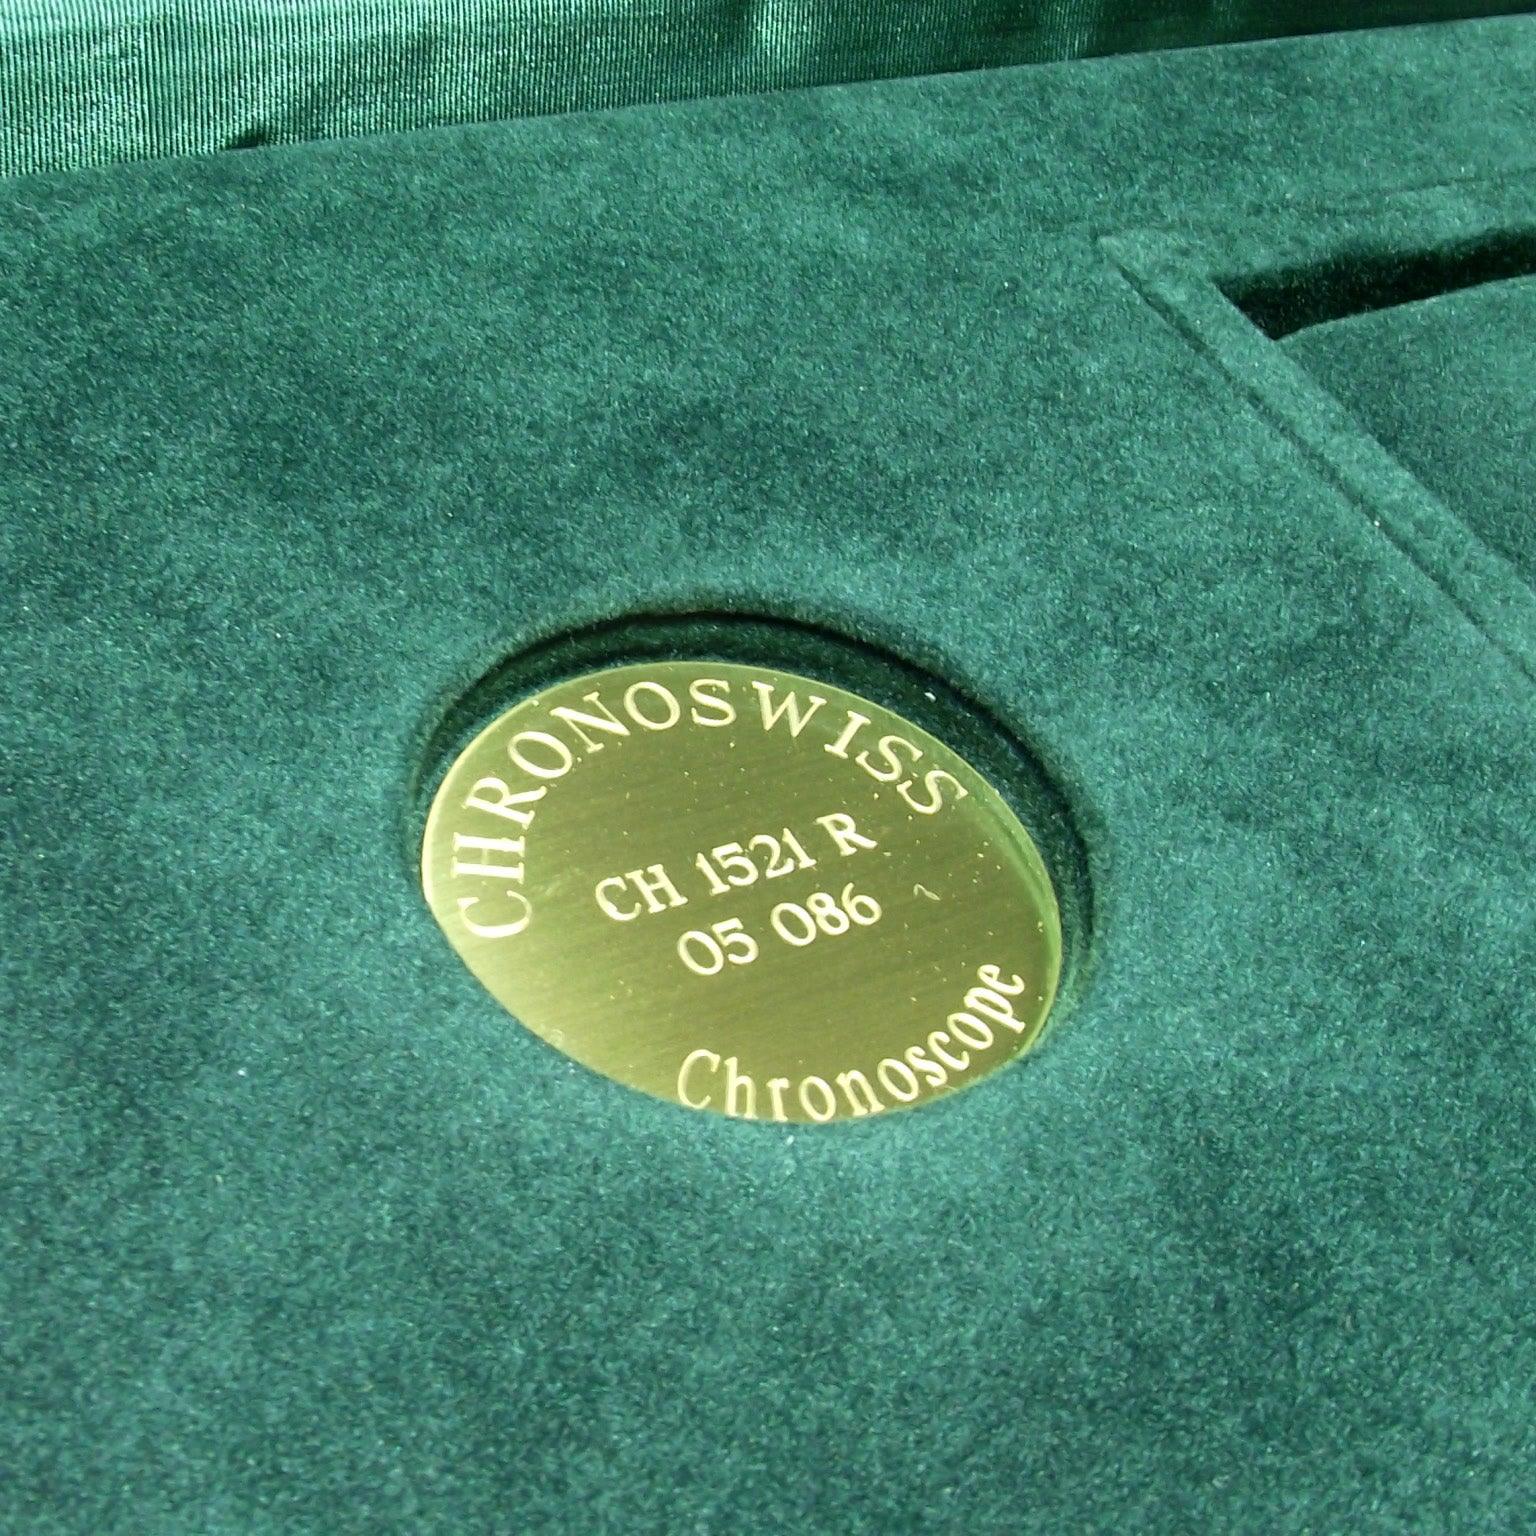 CHRONOSWISS
CH 1521 R
05 086
Chronoscope